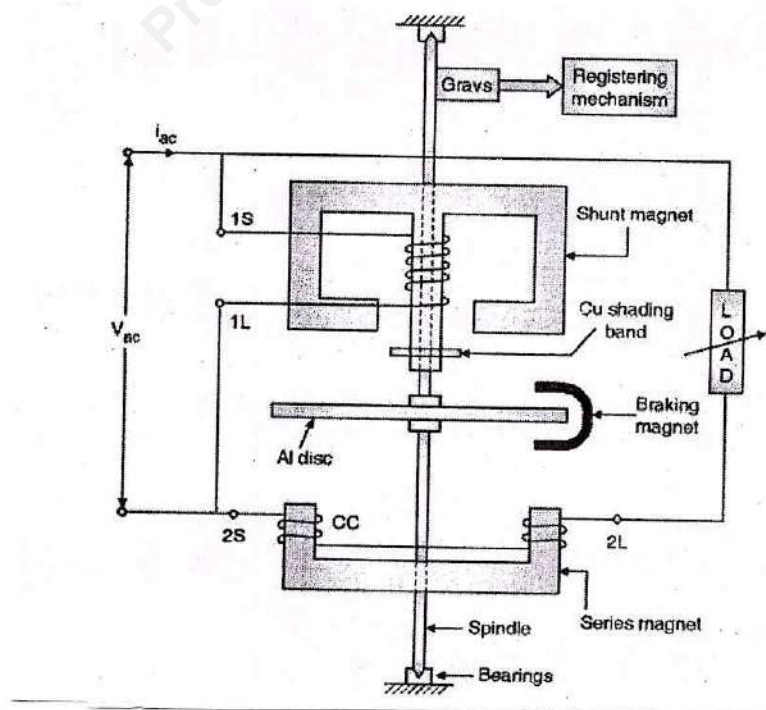 Gravs
Registering
mechanism
iac
1S
Shunt magnet
1L
Vac
Cu shading
band
LOAD
Braking
magnet
Al disc
2S
CC
2L
Spindle
Series magnet
Bearings